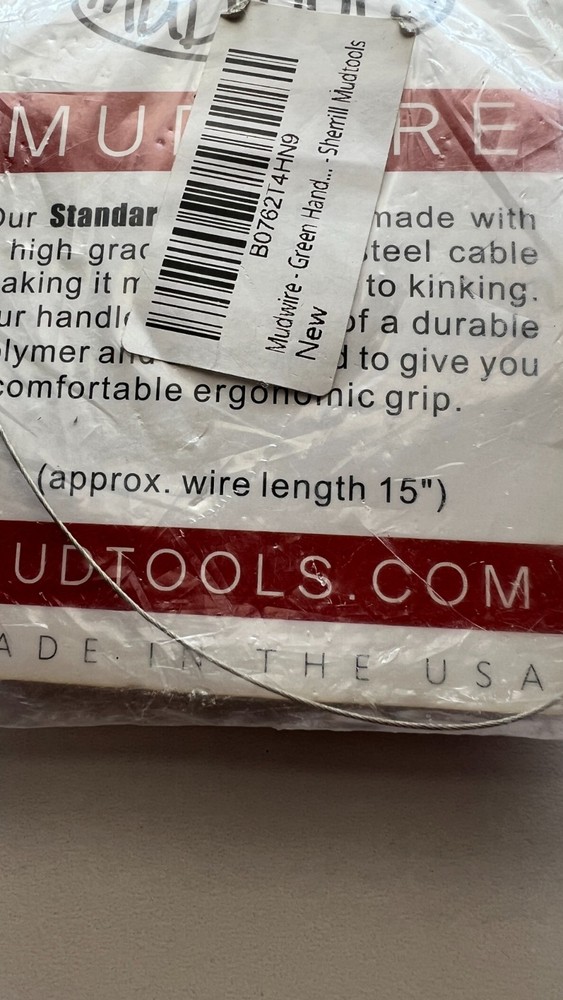 MUD
RE
Our Standar
made with
high grad
steel cable
aking it m
to kinking.
ur handle
of a durable
olymer and
d to give you
comfortable ergonomic grip.
(approx. wire length 15")
UDTOOLS.COM
ADE IN THE USA
B0762T4HN9
Mudwire - Green Hand... - Sherrill Mudtools
New